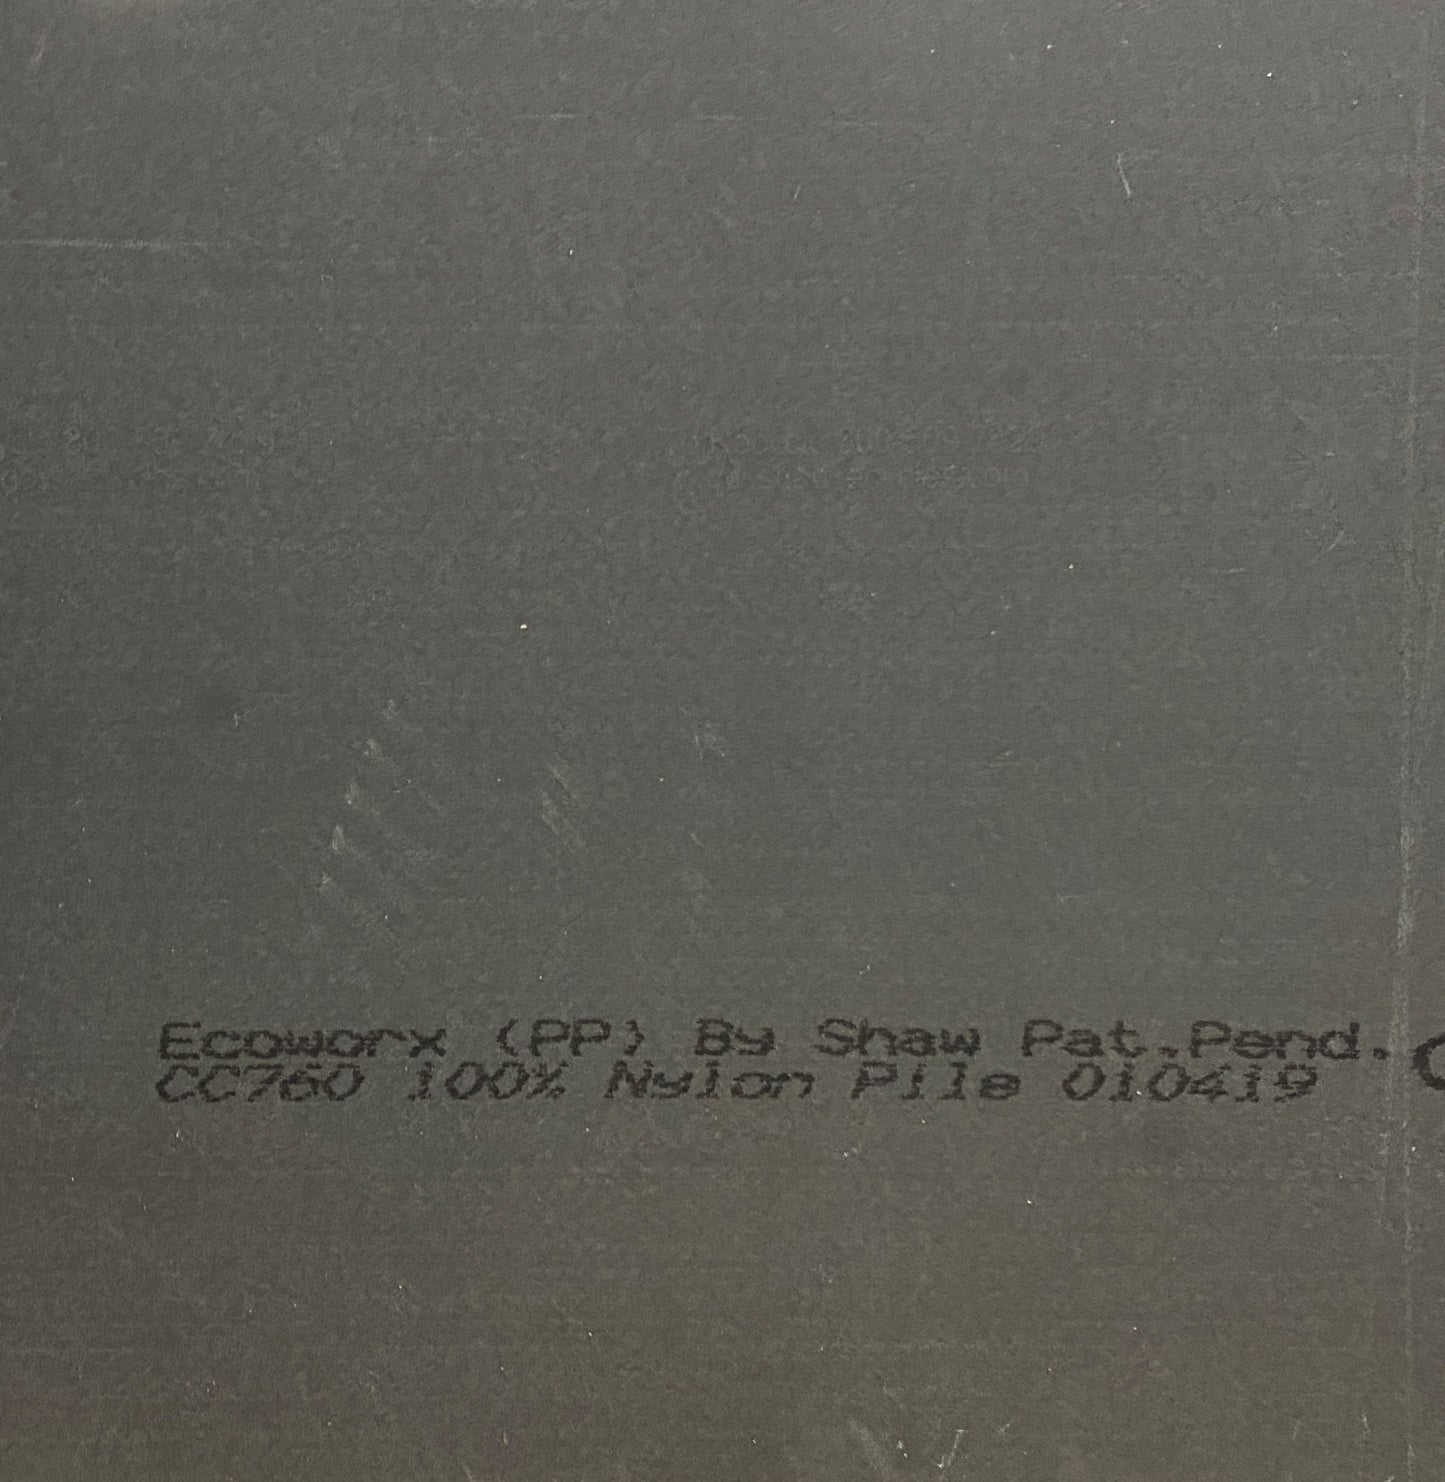 Ecoworx (PP) By Shaw Pat.Pend.
CC760 100% Nylon Pile 010419